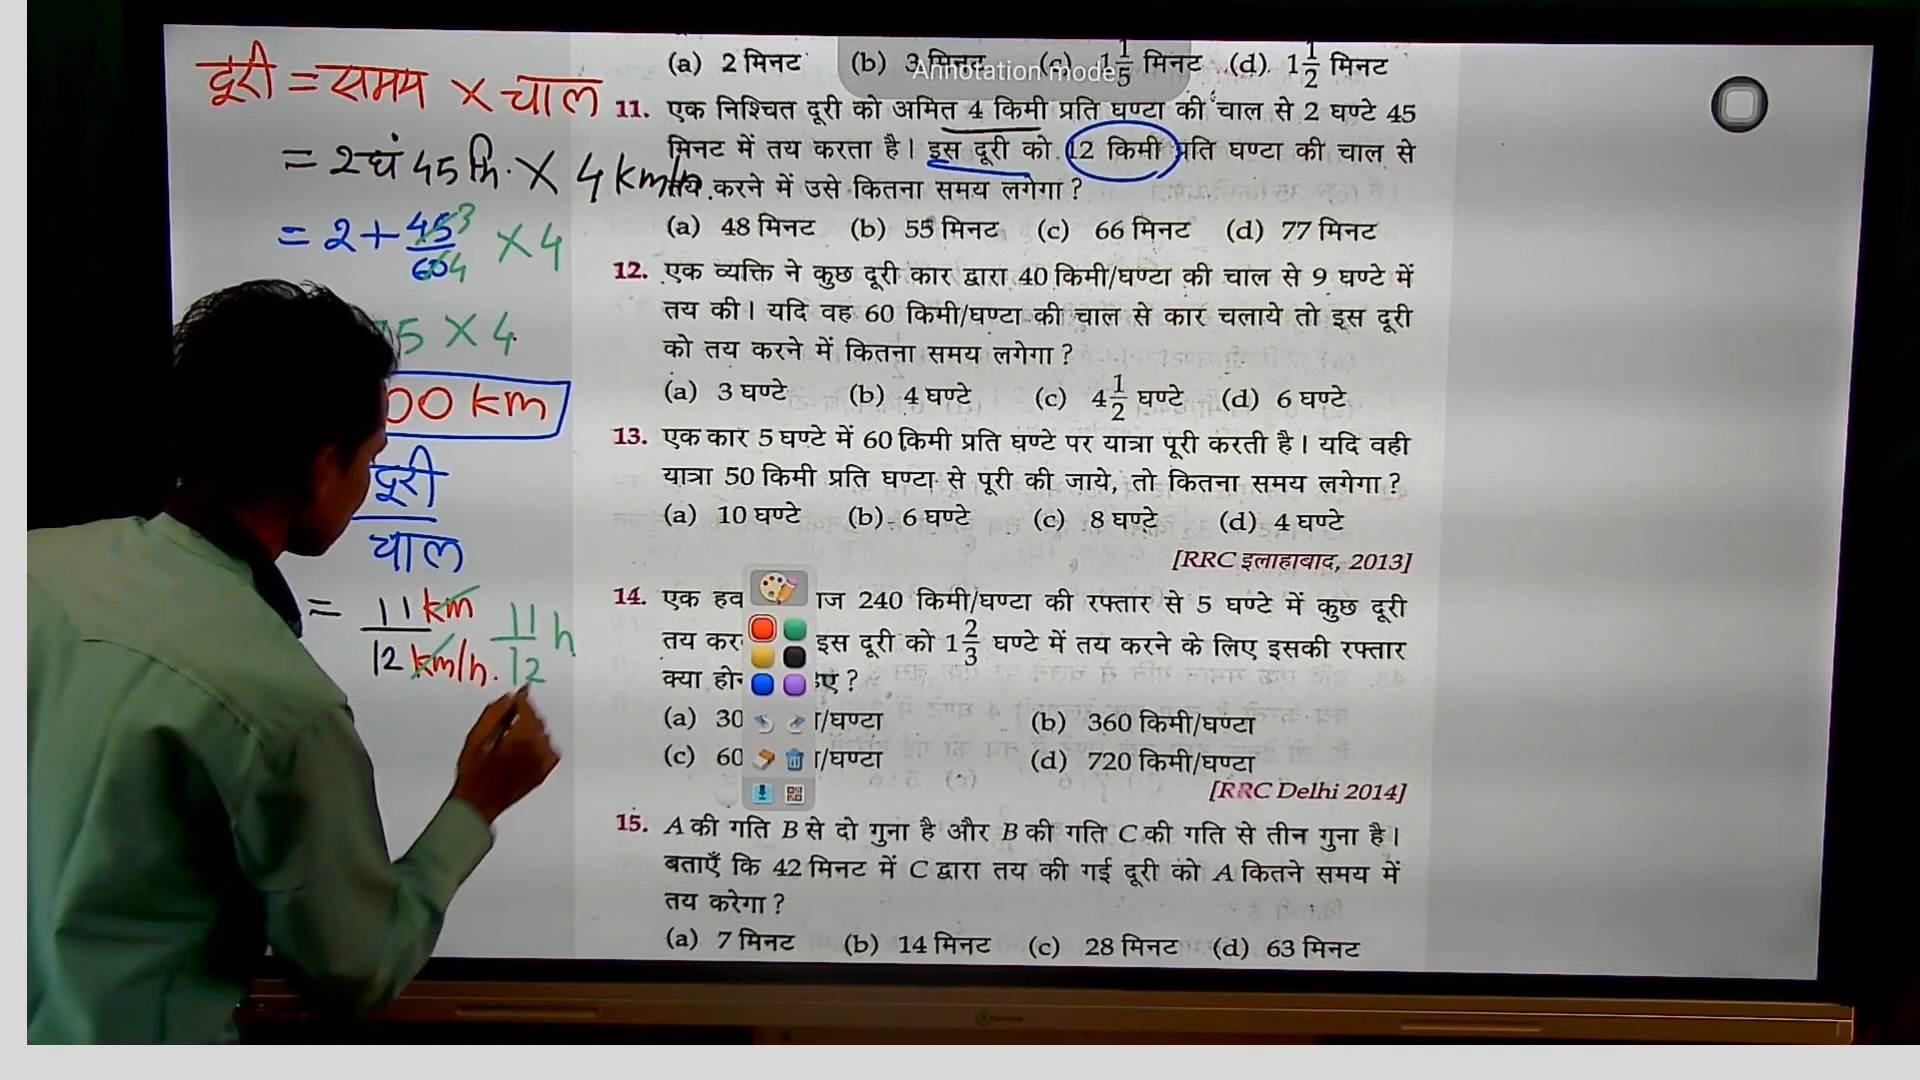 दूरी = समय × चाल
= 2घं 45 मि. × 4 km/h.
= 2 + 45/60 3/4 × 4
75 × 4
00 km
दूरी
चाल
= 11 km / 12 km/h. 11/12 h
Annotation mode
(a) 2 मिनट (b) 3 मिनट (c) 1 1/5 मिनट (d) 1 1/2 मिनट
11. एक निश्चित दूरी को अमित 4 किमी प्रति घण्टा की चाल से 2 घण्टे 45
मिनट में तय करता है। इस दूरी को 12 किमी प्रति घण्टा की चाल से
तय करने में उसे कितना समय लगेगा ?
(a) 48 मिनट (b) 55 मिनट (c) 66 मिनट (d) 77 मिनट
12. एक व्यक्ति ने कुछ दूरी कार द्वारा 40 किमी/घण्टा की चाल से 9 घण्टे में
तय की। यदि वह 60 किमी/घण्टा की चाल से कार चलाये तो इस दूरी
को तय करने में कितना समय लगेगा ?
(a) 3 घण्टे (b) 4 घण्टे (c) 4 1/2 घण्टे (d) 6 घण्टे
13. एक कार 5 घण्टे में 60 किमी प्रति घण्टे पर यात्रा पूरी करती है। यदि वही
यात्रा 50 किमी प्रति घण्टा से पूरी की जाये, तो कितना समय लगेगा ?
(a) 10 घण्टे (b) 6 घण्टे (c) 8 घण्टे (d) 4 घण्टे
[RRC इलाहाबाद, 2013]
14. एक हव ाज 240 किमी/घण्टा की रफ्तार से 5 घण्टे में कुछ दूरी
तय कर इस दूरी को 1 2/3 घण्टे में तय करने के लिए इसकी रफ्तार
क्या हो िए ?
(a) 30 /घण्टा (b) 360 किमी/घण्टा
(c) 60 /घण्टा (d) 720 किमी/घण्टा
[RRC Delhi 2014]
15. A की गति B से दो गुना है और B की गति C की गति से तीन गुना है।
बताएँ कि 42 मिनट में C द्वारा तय की गई दूरी को A कितने समय में
तय करेगा ?
(a) 7 मिनट (b) 14 मिनट (c) 28 मिनट (d) 63 मिनट